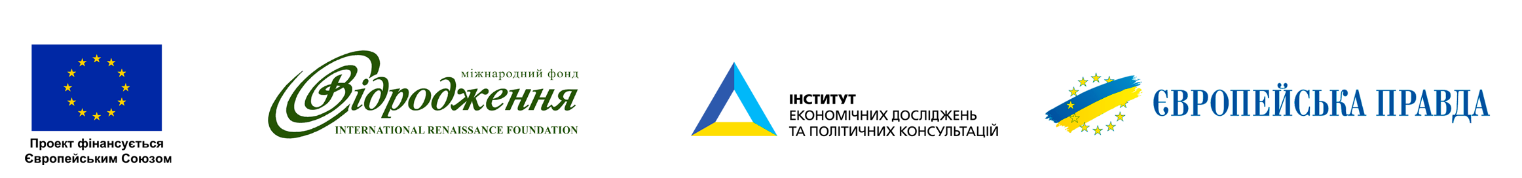 Проект фінансується
Європейським Союзом
міжнародний фонд
Відродження
INTERNATIONAL RENAISSANCE FOUNDATION
ІНСТИТУТ
ЕКОНОМІЧНИХ ДОСЛІДЖЕНЬ
ТА ПОЛІТИЧНИХ КОНСУЛЬТАЦІЙ
ЄВРОПЕЙСЬКА ПРАВДА